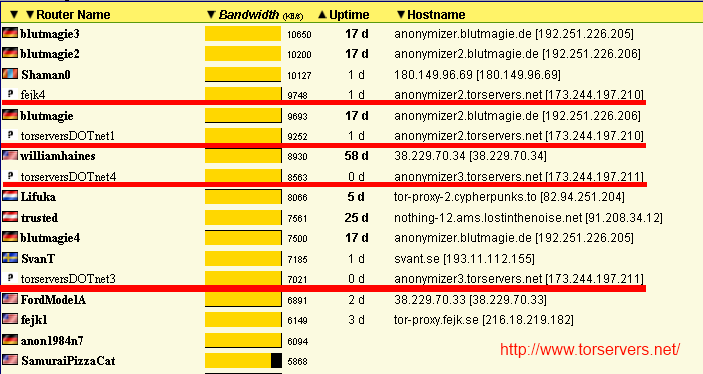 ▼ ▼Router Name ▼Bandwidth (KB/s) ▲Uptime ▼Hostname
blutmagie3 10650 17 d anonymizer.blutmagie.de [192.251.226.205]
blutmagie2 10200 17 d anonymizer2.blutmagie.de [192.251.226.206]
Shaman0 10127 1 d 180.149.96.69 [180.149.96.69]
fejk4 9748 1 d anonymizer2.torservers.net [173.244.197.210]
blutmagie 9693 17 d anonymizer2.blutmagie.de [192.251.226.206]
torserversDOTnet1 9252 1 d anonymizer2.torservers.net [173.244.197.210]
williamhaines 8930 58 d 38.229.70.34 [38.229.70.34]
torserversDOTnet4 8563 0 d anonymizer3.torservers.net [173.244.197.211]
Lifuka 8066 5 d tor-proxy-2.cypherpunks.to [82.94.251.204]
trusted 7561 25 d nothing-12.ams.lostinthenoise.net [91.208.34.12]
blutmagie4 7500 17 d anonymizer.blutmagie.de [192.251.226.205]
SvanT 7185 1 d svant.se [193.11.112.155]
torserversDOTnet3 7021 0 d anonymizer3.torservers.net [173.244.197.211]
FordModelA 6891 2 d 38.229.70.33 [38.229.70.33]
fejk1 6149 3 d tor-proxy.fejk.se [216.18.219.182]
anon1984n7 6094
SamuraiPizzaCat 5868
http://www.torservers.net/